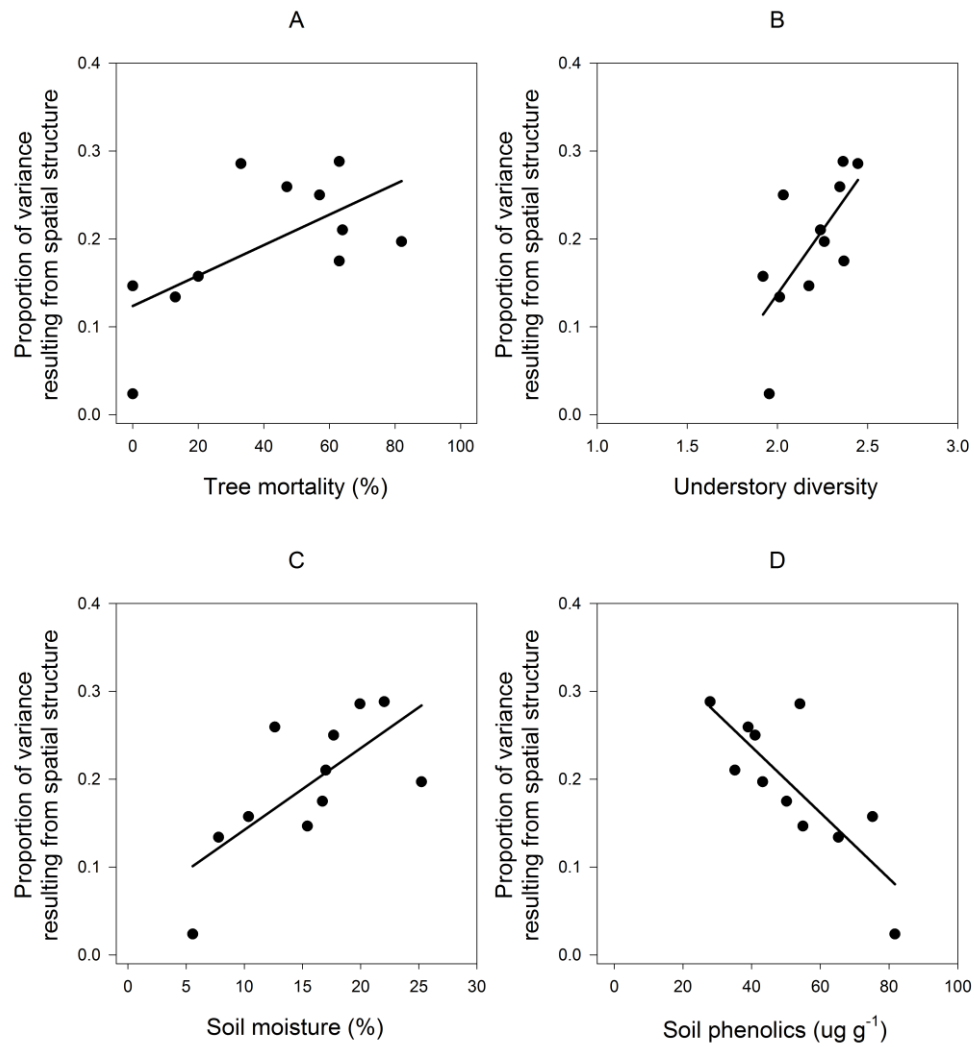 A
Proportion of variance
resulting from spatial structure
0.4
0.3
0.2
0.1
0.0
0 20 40 60 80 100
Tree mortality (%)
B
Proportion of variance
resulting from spatial structure
0.4
0.3
0.2
0.1
0.0
1.0 1.5 2.0 2.5 3.0
Understory diversity
C
Proportion of variance
resulting from spatial structure
0.4
0.3
0.2
0.1
0.0
0 5 10 15 20 25 30
Soil moisture (%)
D
Proportion of variance
resulting from spatial structure
0.4
0.3
0.2
0.1
0.0
0 20 40 60 80 100
Soil phenolics (ug g⁻¹)